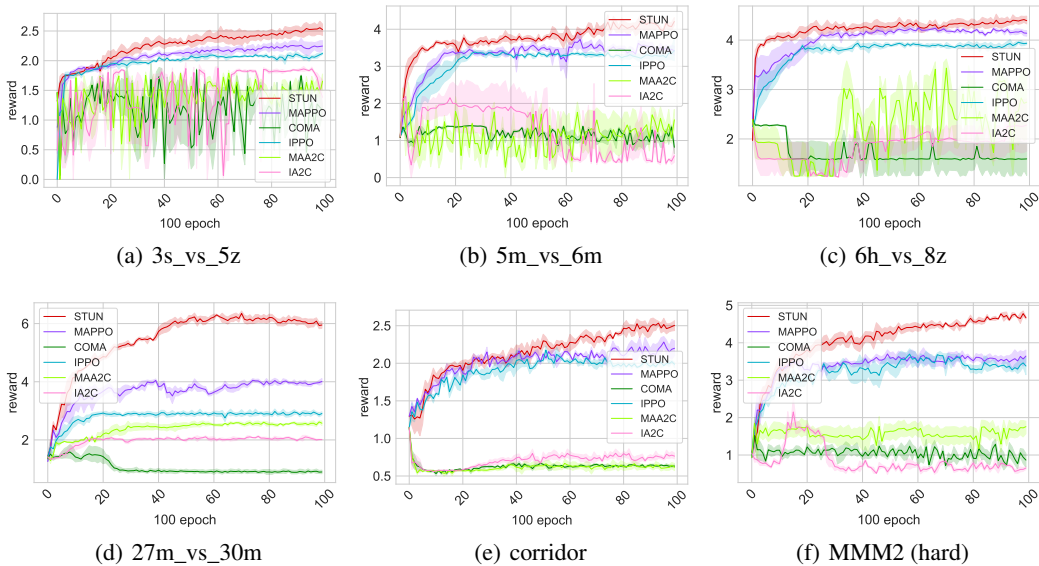 2.5
2.0
1.5
1.0
0.5
0.0
reward
STUN
MAPPO
COMA
IPPO
MAA2C
IA2C
0 20 40 60 80 100
100 epoch
(a) 3s_vs_5z
4
3
2
1
0
reward
STUN
MAPPO
COMA
IPPO
MAA2C
IA2C
0 20 40 60 80 100
100 epoch
(b) 5m_vs_6m
4
3
2
reward
STUN
MAPPO
COMA
IPPO
MAA2C
IA2C
0 20 40 60 80 100
100 epoch
(c) 6h_vs_8z
6
4
2
reward
STUN
MAPPO
COMA
IPPO
MAA2C
IA2C
0 20 40 60 80 100
100 epoch
(d) 27m_vs_30m
2.5
2.0
1.5
1.0
0.5
reward
STUN
MAPPO
COMA
IPPO
MAA2C
IA2C
0 20 40 60 80 100
100 epoch
(e) corridor
5
4
3
2
1
reward
STUN
MAPPO
COMA
IPPO
MAA2C
IA2C
0 20 40 60 80 100
100 epoch
(f) MMM2 (hard)